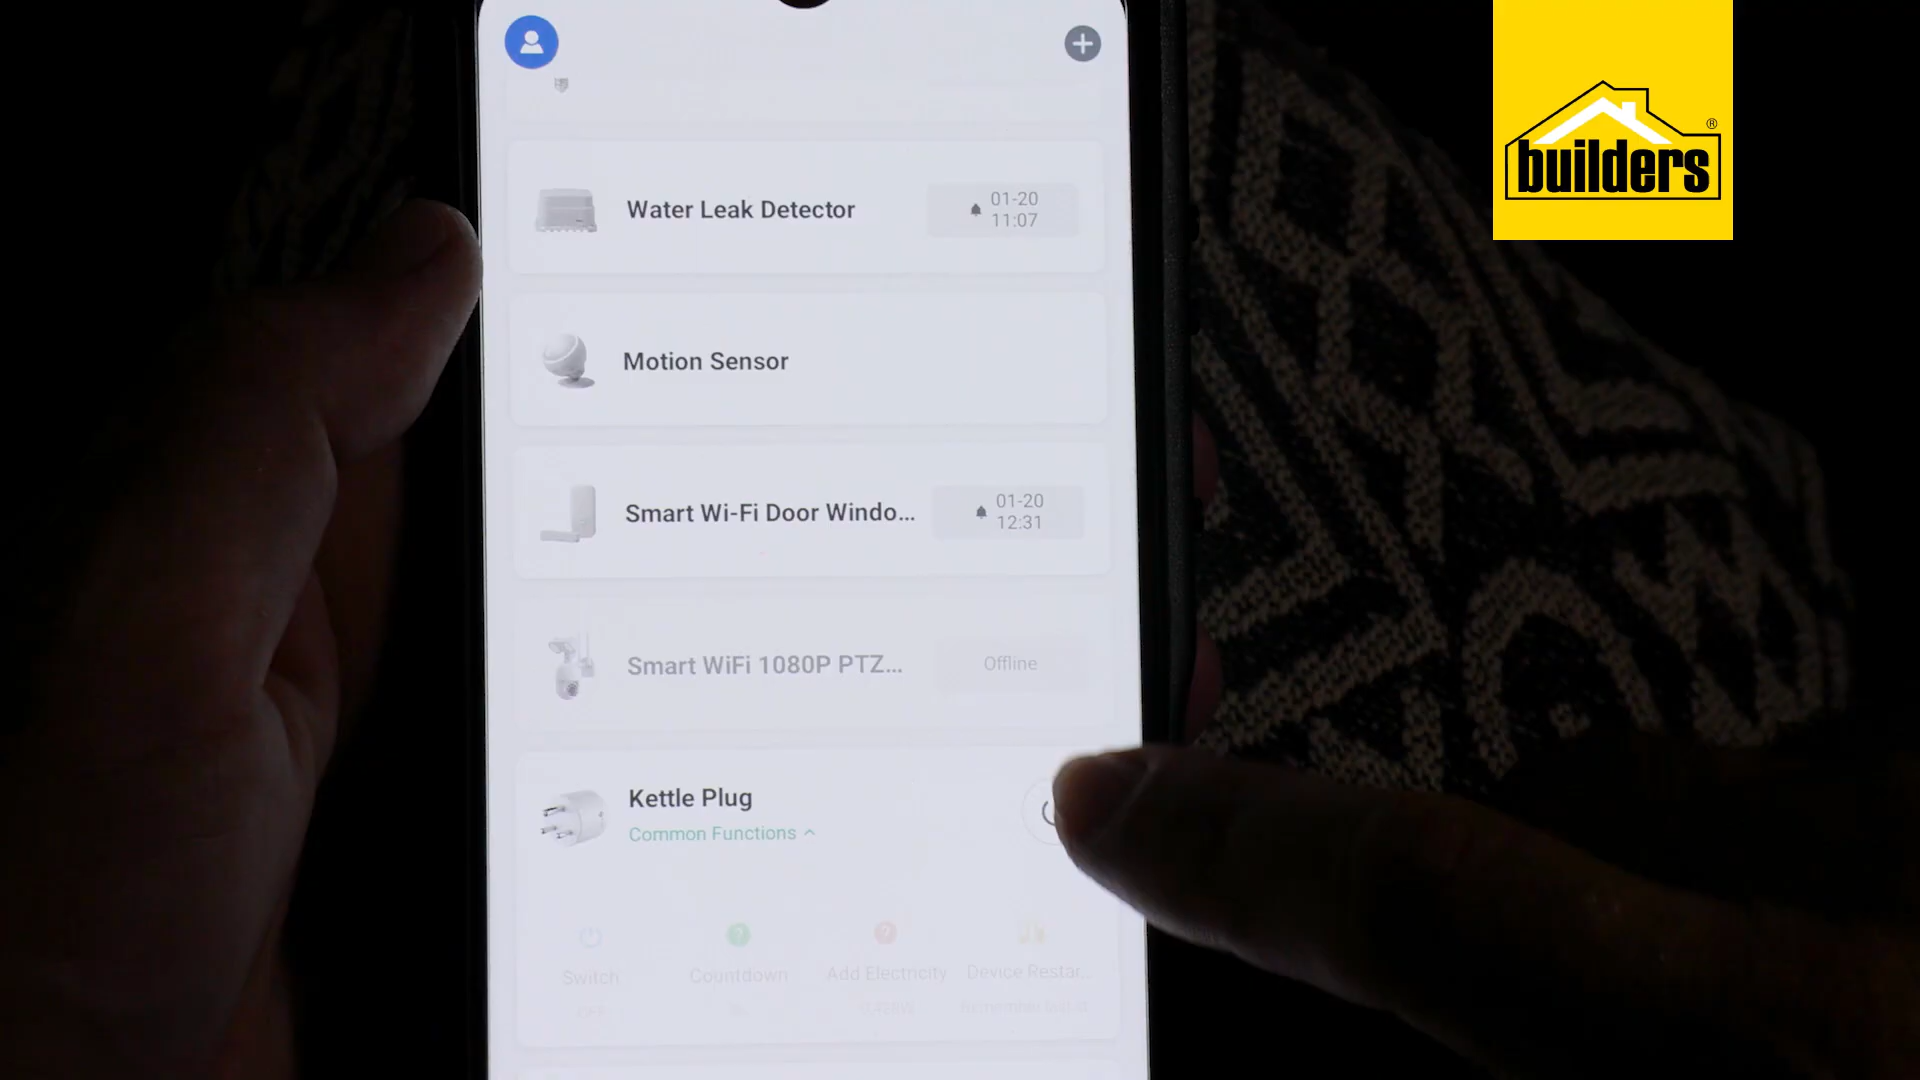 builders ®
Water Leak Detector
01-20
11:07
Motion Sensor
Smart Wi-Fi Door Windo...
01-20
12:31
Smart WiFi 1080P PTZ...
Offline
Kettle Plug
Common Functions
Switch
Countdown
Add Electricity
Device Restar...
OFF